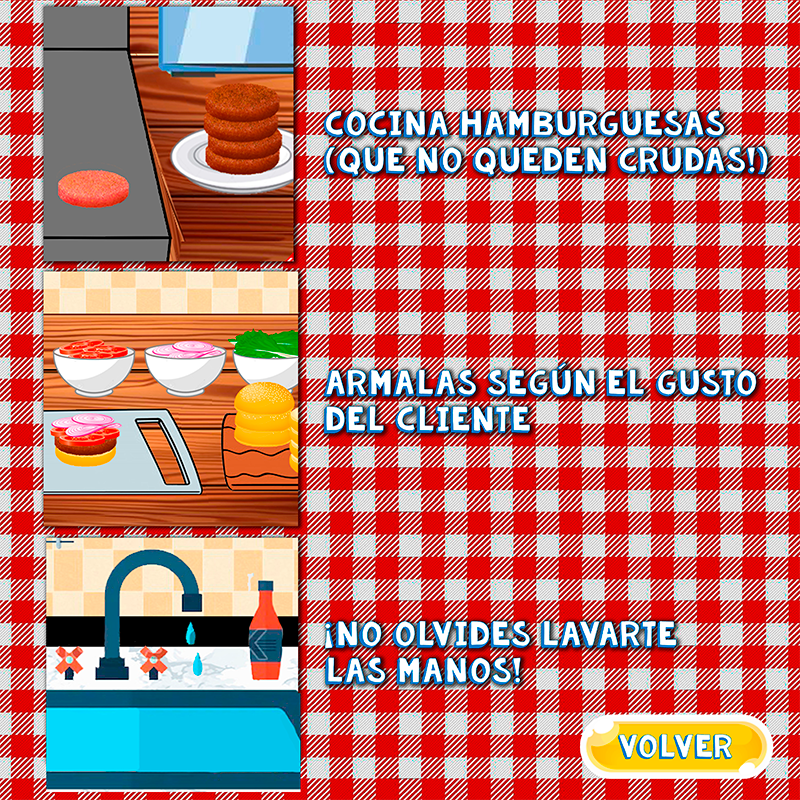 COCINA HAMBURGUESAS
(QUE NO QUEDEN CRUDAS!)
ARMALAS SEGÚN EL GUSTO
DEL CLIENTE
¡NO OLVIDES LAVARTE
LAS MANOS!
VOLVER